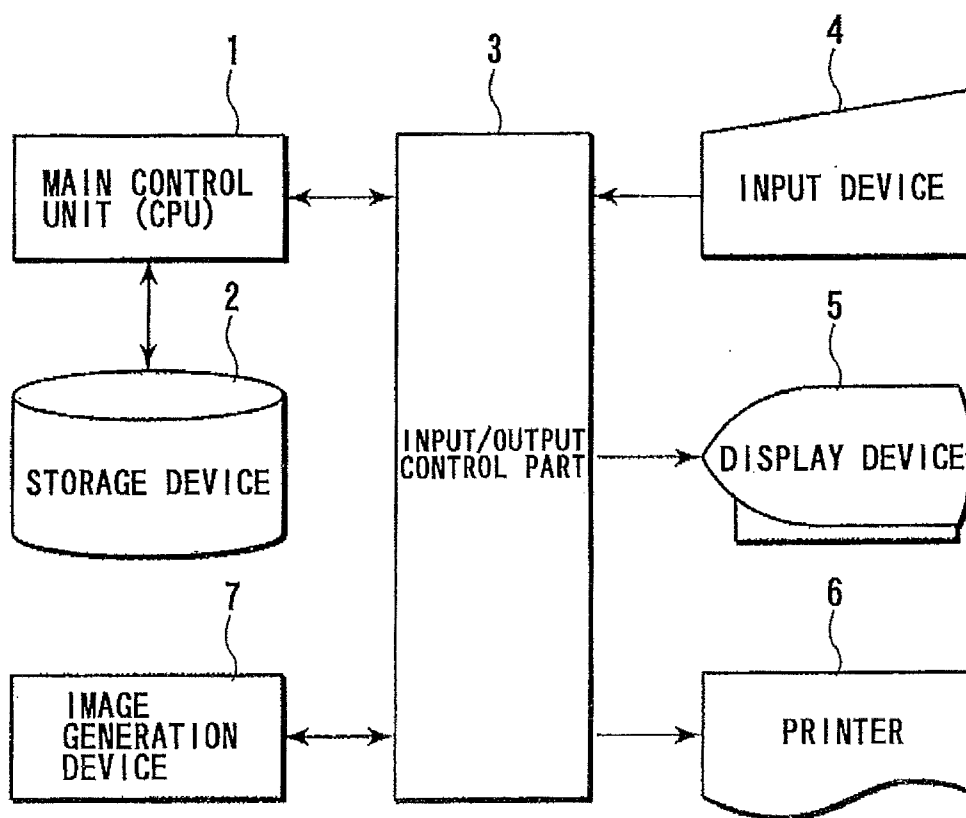 1
3
4
MAIN CONTROL
UNIT (CPU)
INPUT DEVICE
2
5
STORAGE DEVICE
INPUT/OUTPUT
CONTROL PART
DISPLAY DEVICE
7
6
IMAGE
GENERATION
DEVICE
PRINTER